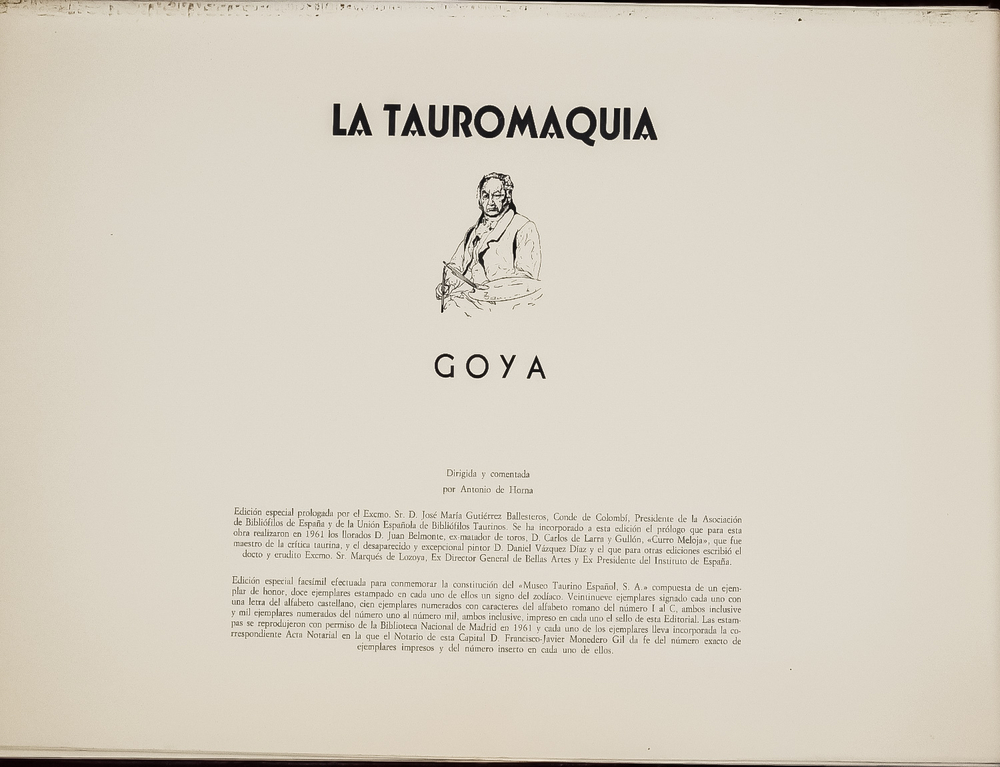 LA TAUROMAQUIA
GOYA
Dirigida y comentada
por Antonio de Horna
Edición especial prologada por el Excmo. Sr. D. José María Gutiérrez Ballesteros, Conde de Colombí, Presidente de la Asociación
de Bibliófilos de España y de la Unión Española de Bibliófilos Taurinos. Se ha incorporado a esta edición el prólogo que para esta
obra realizaron en 1961 los llorados D. Juan Belmonte, ex-matador de toros, D. Carlos de Larra y Gullón, «Curro Meloja», que fue
maestro de la crítica taurina, y el desaparecido y excepcional pintor D. Daniel Vázquez Díaz y el que para otras ediciones escribió el
docto y erudito Excmo. Sr. Marqués de Lozoya, Ex Director General de Bellas Artes y Ex Presidente del Instituto de España.
Edición especial facsímil efectuada para conmemorar la constitución del «Museo Taurino Español, S. A.» compuesta de un ejem-
plar de honor, doce ejemplares estampado en cada uno de ellos un signo del zodíaco. Veintinueve ejemplares signado cada uno con
una letra del alfabeto castellano, cien ejemplares numerados con caracteres del alfabeto romano del número I al C, ambos inclusive
y mil ejemplares numerados del número uno al número mil, ambos inclusive, impreso en cada uno el sello de esta Editorial. Las estam-
pas se reprodujeron con permiso de la Biblioteca Nacional de Madrid en 1961 y cada uno de los ejemplares lleva incorporada la co-
rrespondiente Acta Notarial en la que el Notario de esta Capital D. Francisco-Javier Monedero Gil da fe del número exacto de
ejemplares impresos y del número inserto en cada uno de ellos.